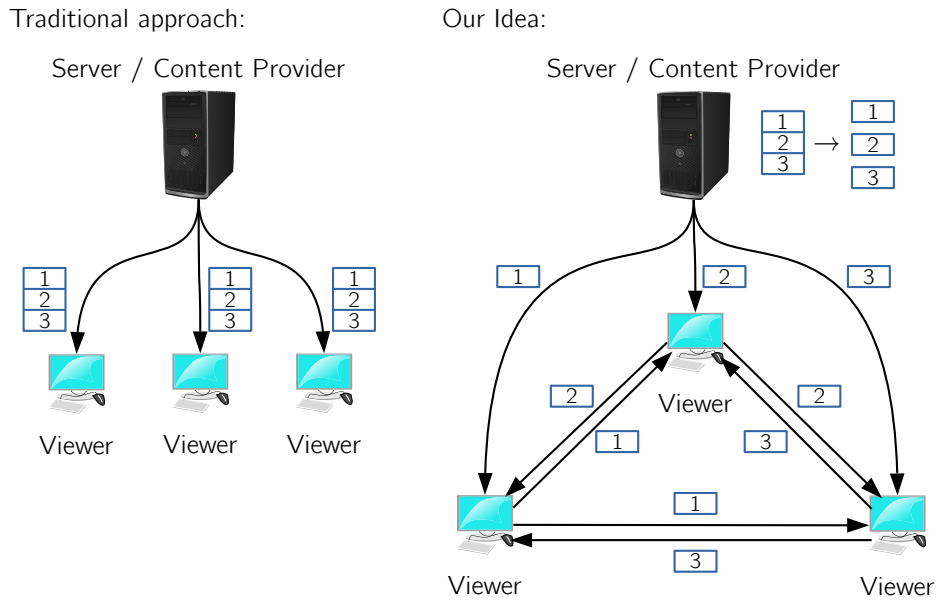 Traditional approach:
Server / Content Provider
1
2
3
1
2
3
1
2
3
Viewer
Viewer
Viewer
Our Idea:
Server / Content Provider
1
2
3
→
1
2
3
1
2
3
Viewer
2
1
2
3
1
3
Viewer
Viewer